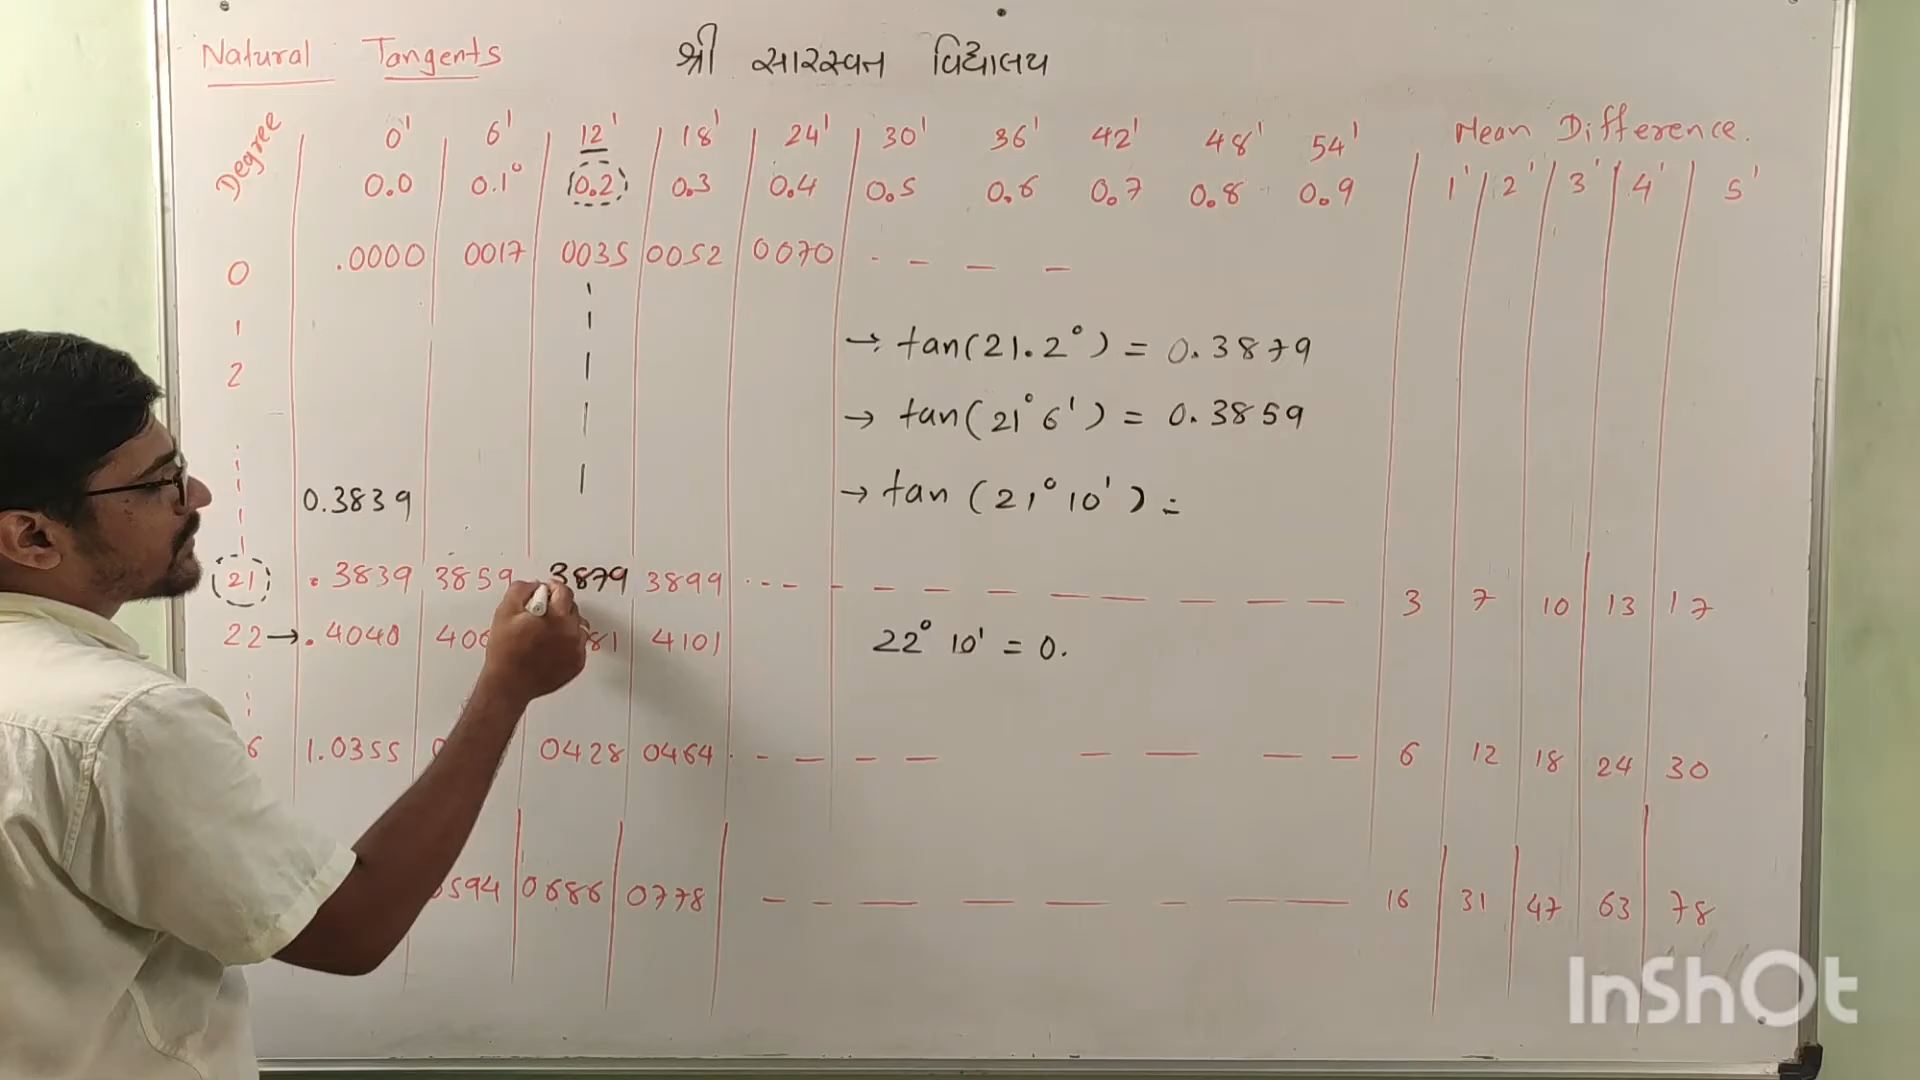 Natural Tangents श्री सारस्वन विद्यालय
Degree 0' 6' 12' 18' 24' 30' 36' 42' 48' 54' Mean Difference.
0.0 0.1° 0.2 0.3 0.4 0.5 0.6 0.7 0.8 0.9 1' 2' 3' 4' 5'
0 .0000 0017 0035 0052 0070
1
2
→ tan(21.2°) = 0.3879
→ tan(21° 6') = 0.3859
0.3839 → tan (21° 10') =
21 .3839 3859 3879 3899 3 7 10 13 17
22 → .4040 4101 22° 10' = 0.
1.0355 0428 0464 6 12 18 24 30
0686 0778 16 31 47 63 78
InShOt